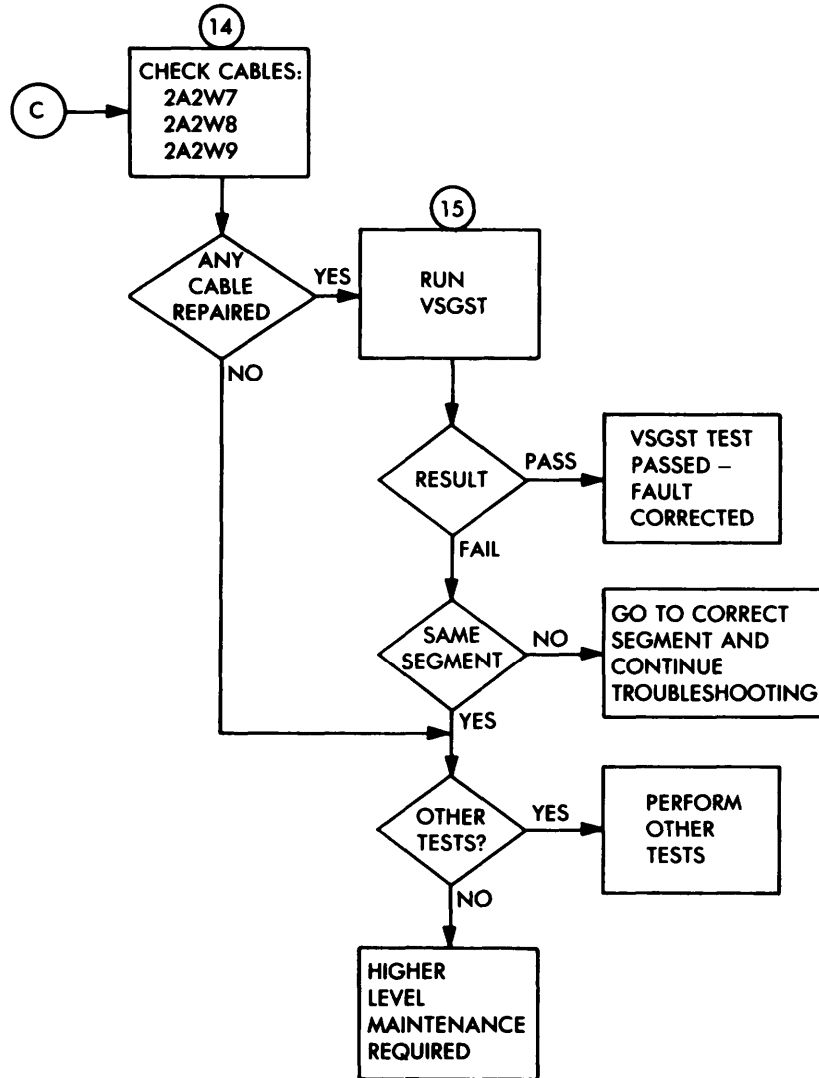 14
CHECK CABLES:
2A2W7
2A2W8
2A2W9
C
ANY
CABLE
REPAIRED
YES
NO
15
RUN
VSGST
RESULT
PASS
FAIL
VSGST TEST
PASSED –
FAULT
CORRECTED
SAME
SEGMENT
NO
YES
GO TO CORRECT
SEGMENT AND
CONTINUE
TROUBLESHOOTING
OTHER
TESTS?
YES
NO
PERFORM
OTHER
TESTS
HIGHER
LEVEL
MAINTENANCE
REQUIRED